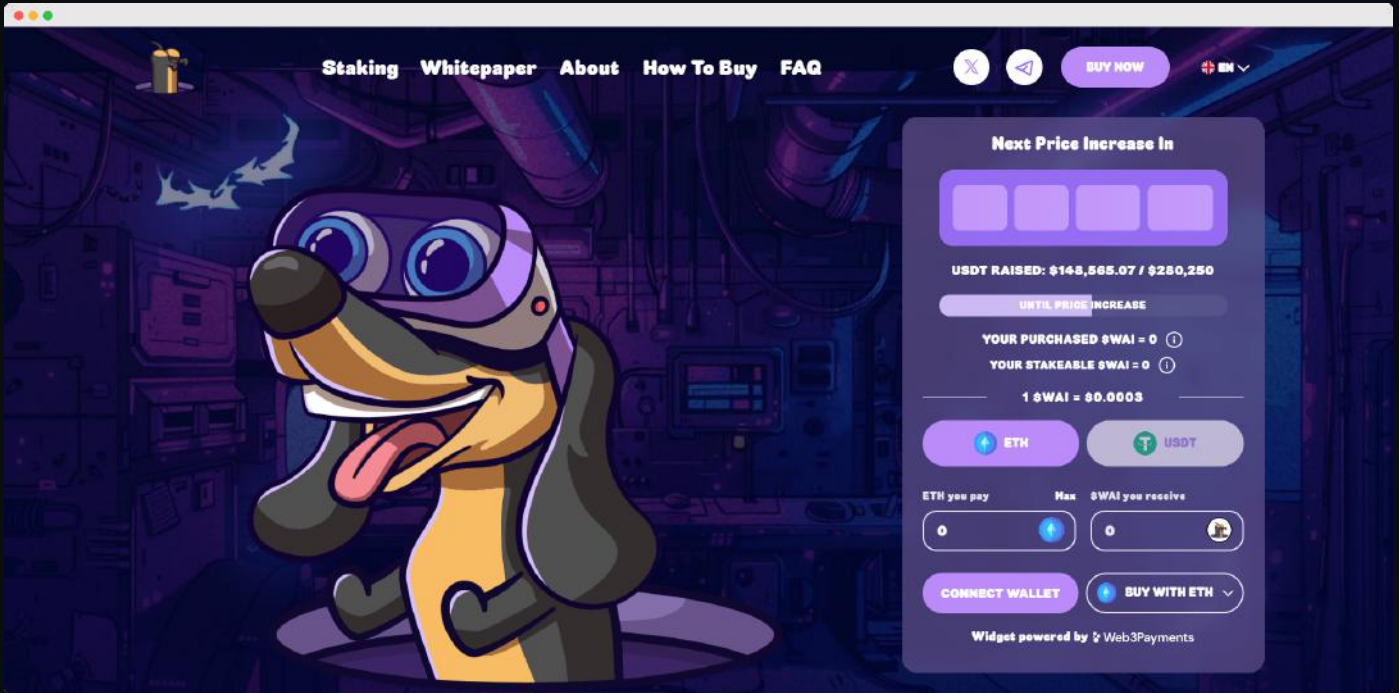 Staking Whitepaper About How To Buy FAQ
BUY NOW
EN
Next Price Increase In
USDT RAISED: $148,565.07 / $280,250
UNTIL PRICE INCREASE
YOUR PURCHASED $WAI = 0
YOUR STAKEABLE $WAI = 0
1 $WAI = $0.0003
ETH USDT
ETH you pay Max $WAI you receive
0 0
CONNECT WALLET BUY WITH ETH
Widget powered by Web3Payments